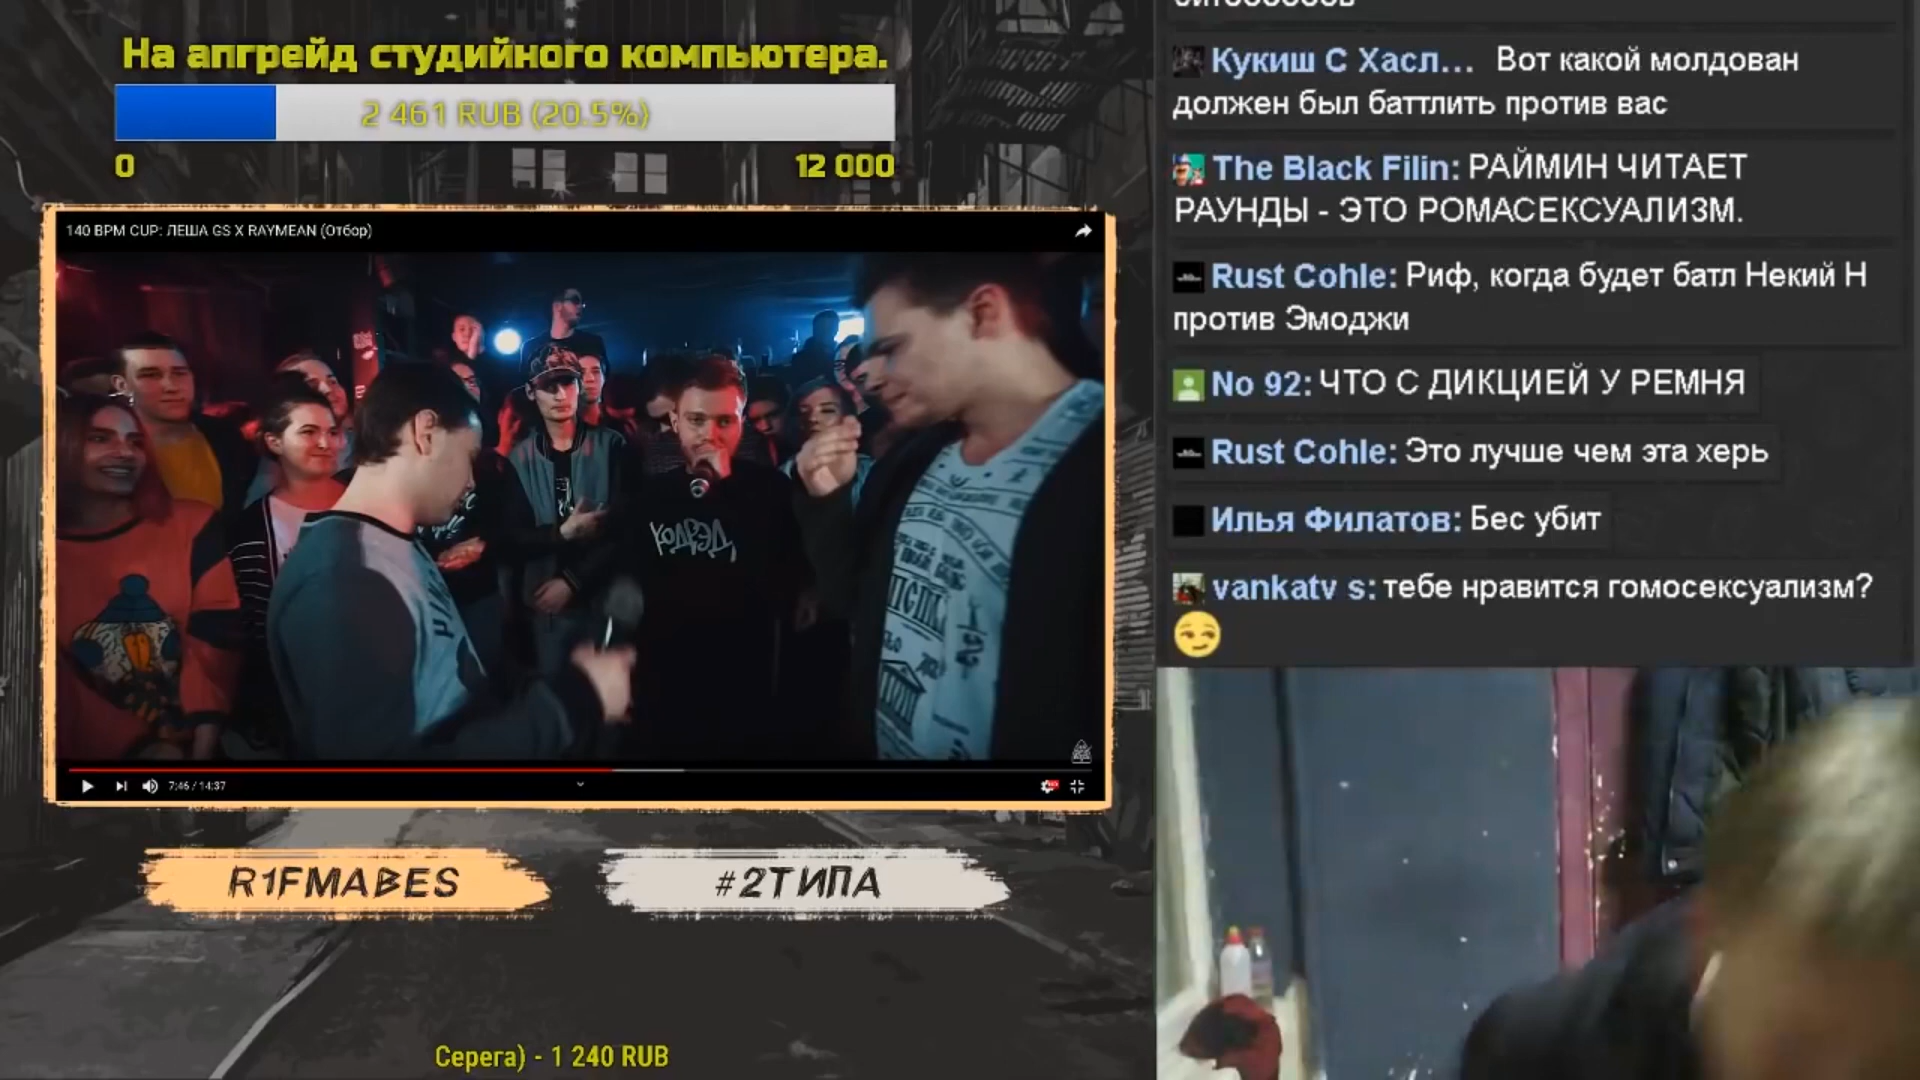 На апгрейд студийного компьютера.
2 461 RUB (20.5%)
0
12 000
140 BPM CUP: ЛЕША GS X RAYMEAN (Отбор)
КОДРЭД
7:46 / 14:37
R1FMABES
#2ТИПА
Серега) - 1 240 RUB
Кукиш С Хасл... Вот какой молдован
должен был баттлить против вас
The Black Filin: РАЙМИН ЧИТАЕТ
РАУНДЫ - ЭТО РОМАСЕКСУАЛИЗМ.
Rust Cohle: Риф, когда будет батл Некий Н
против Эмоджи
No 92: ЧТО С ДИКЦИЕЙ У РЕМНЯ
Rust Cohle: Это лучше чем эта херь
Илья Филатов: Бес убит
vankatv s: тебе нравится гомосексуализм?